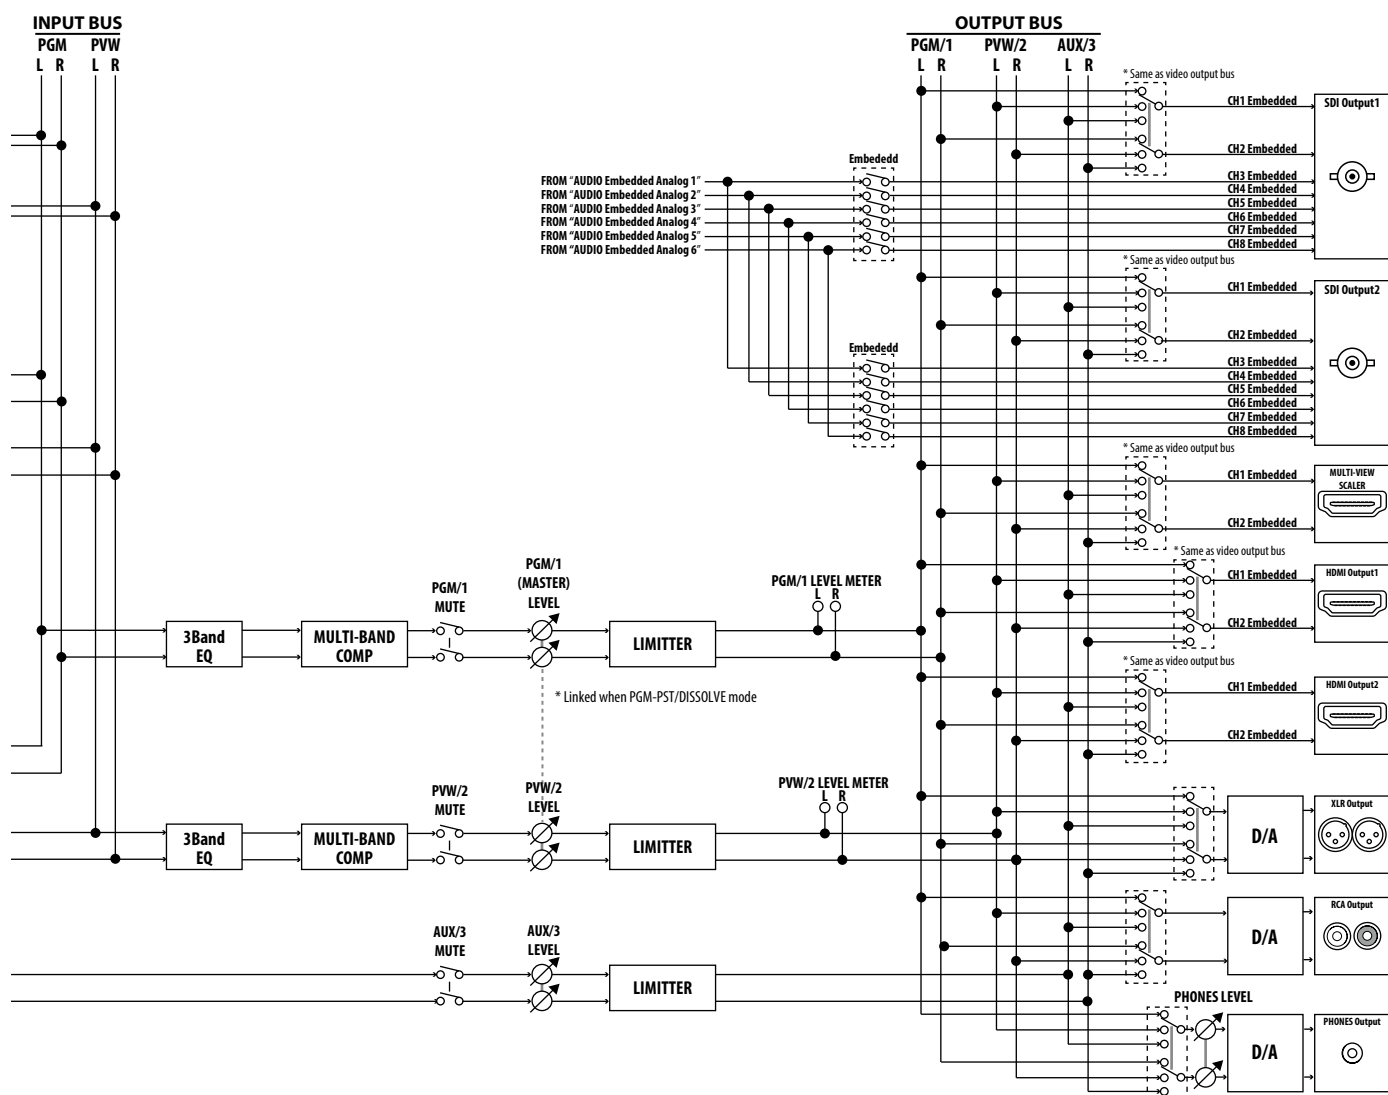 INPUT BUS
PGM PVW
L R L R
OUTPUT BUS
PGM/1 PVW/2 AUX/3
L R L R L R
* Same as video output bus
CH1 Embedded
CH2 Embedded
SDI Output1
Embededd
FROM “AUDIO Embedded Analog 1”
FROM “AUDIO Embedded Analog 2”
FROM “AUDIO Embedded Analog 3”
FROM “AUDIO Embedded Analog 4”
FROM “AUDIO Embedded Analog 5”
FROM “AUDIO Embedded Analog 6”
CH3 Embedded
CH4 Embedded
CH5 Embedded
CH6 Embedded
CH7 Embedded
CH8 Embedded
* Same as video output bus
CH1 Embedded
CH2 Embedded
SDI Output2
Embededd
CH3 Embedded
CH4 Embedded
CH5 Embedded
CH6 Embedded
CH7 Embedded
CH8 Embedded
* Same as video output bus
CH1 Embedded
CH2 Embedded
MULTI-VIEW
SCALER
* Same as video output bus
CH1 Embedded
CH2 Embedded
HDMI Output1
PGM/1
MUTE
PGM/1
(MASTER)
LEVEL
PGM/1 LEVEL METER
L R
3Band
EQ
MULTI-BAND
COMP
LIMITTER
* Linked when PGM-PST/DISSOLVE mode
* Same as video output bus
CH1 Embedded
CH2 Embedded
HDMI Output2
PVW/2
MUTE
PVW/2
LEVEL
PVW/2 LEVEL METER
L R
3Band
EQ
MULTI-BAND
COMP
LIMITTER
D/A
XLR Output
AUX/3
MUTE
AUX/3
LEVEL
LIMITTER
D/A
RCA Output
PHONES LEVEL
D/A
PHONES Output